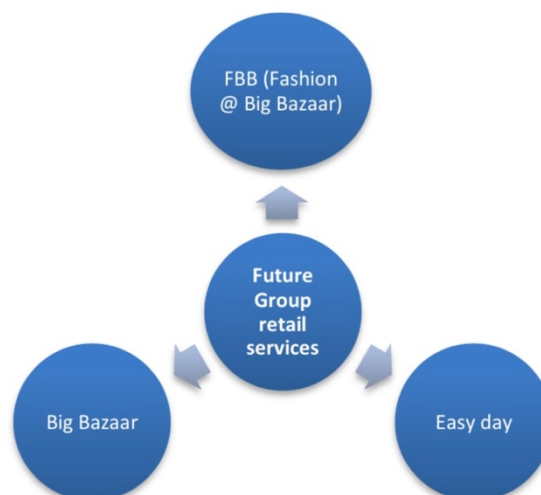 FBB (Fashion
@ Big Bazaar)
Future
Group
retail
services
Big Bazaar
Easy day